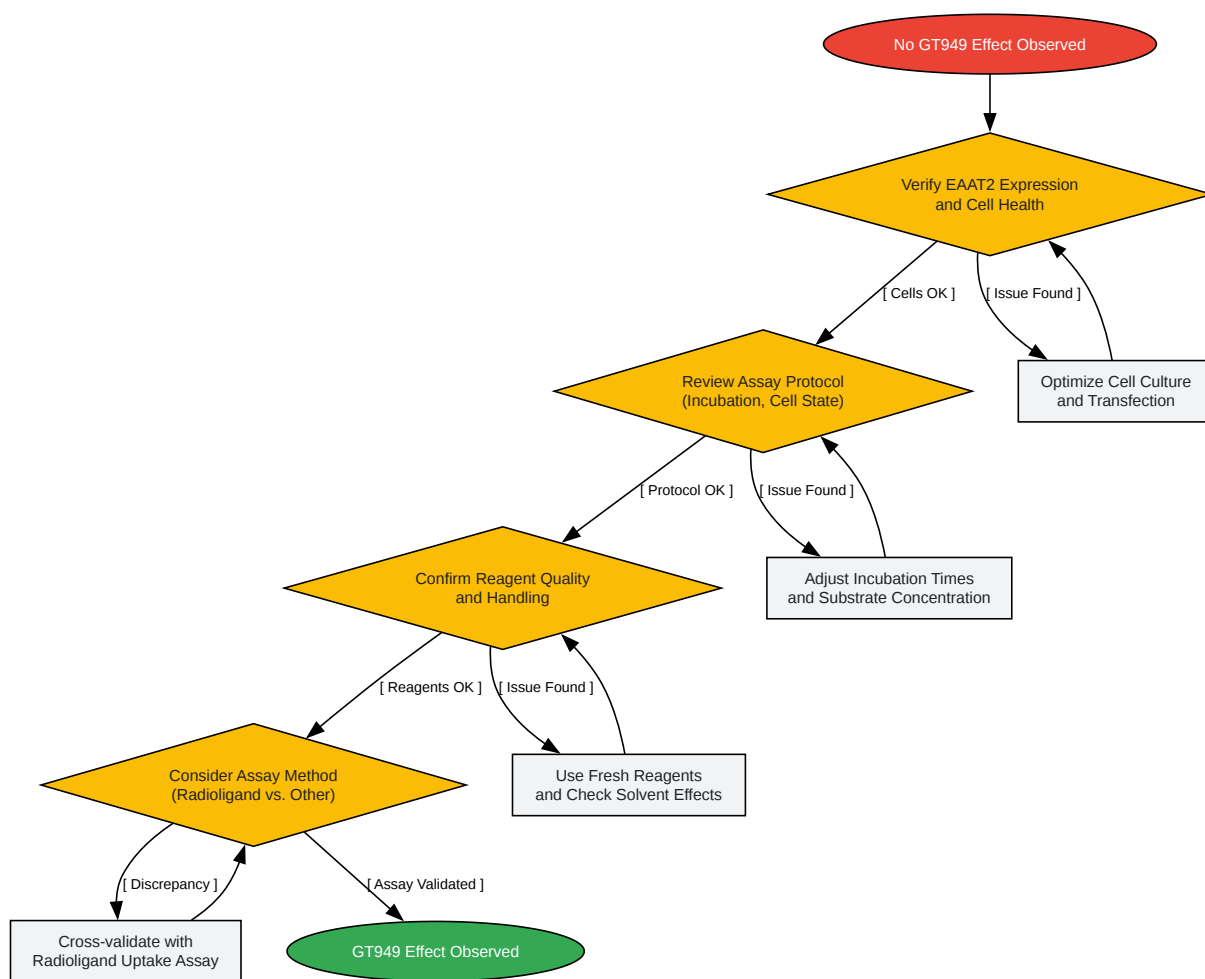 No GT949 Effect Observed
Verify EAAT2 Expression
and Cell Health
[ Cells OK ]
[ Issue Found ]
Review Assay Protocol
(Incubation, Cell State)
Optimize Cell Culture
and Transfection
[ Protocol OK ]
[ Issue Found ]
Confirm Reagent Quality
and Handling
Adjust Incubation Times
and Substrate Concentration
[ Reagents OK ]
[ Issue Found ]
Consider Assay Method
(Radioligand vs. Other)
Use Fresh Reagents
and Check Solvent Effects
[ Discrepancy ]
[ Assay Validated ]
Cross-validate with
Radioligand Uptake Assay
GT949 Effect Observed